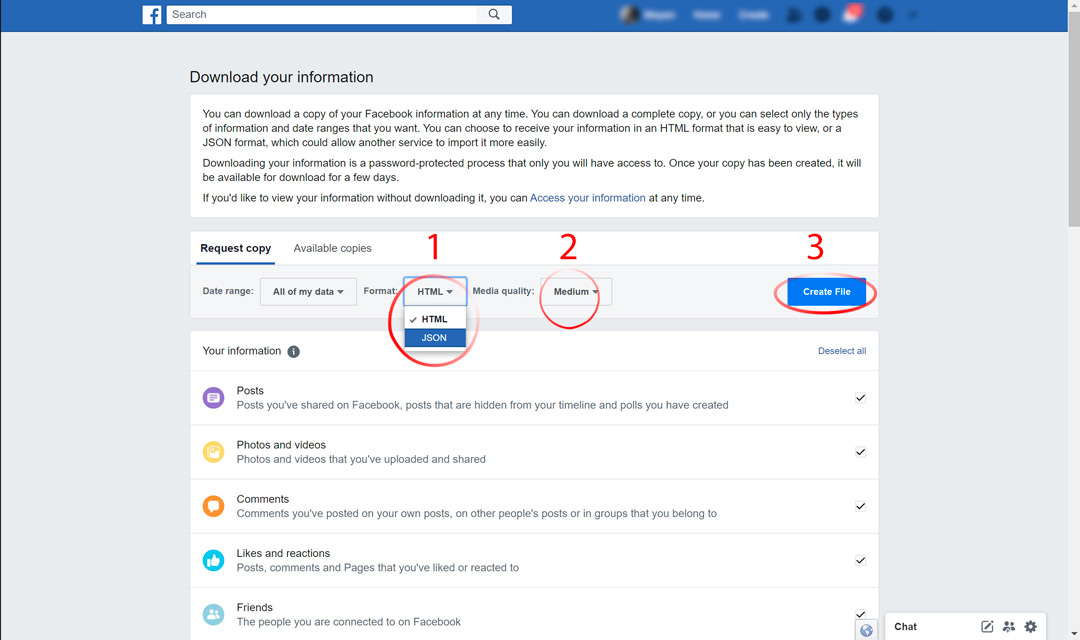 Search
Download your information
You can download a copy of your Facebook information at any time. You can download a complete copy, or you can select only the types
of information and date ranges that you want. You can choose to receive your information in an HTML format that is easy to view, or a
JSON format, which could allow another service to import it more easily.
Downloading your information is a password-protected process that only you will have access to. Once your copy has been created, it will
be available for download for a few days.
If you'd like to view your information without downloading it, you can Access your information at any time.
Request copy Available copies 1 2 3
Date range: All of my data Format: HTML Media quality: Medium Create File
HTML
JSON
Your information Deselect all
Posts
Posts you've shared on Facebook, posts that are hidden from your timeline and polls you have created
Photos and videos
Photos and videos that you've uploaded and shared
Comments
Comments you've posted on your own posts, on other people's posts or in groups that you belong to
Likes and reactions
Posts, comments and Pages that you've liked or reacted to
Friends
The people you are connected to on Facebook
Chat